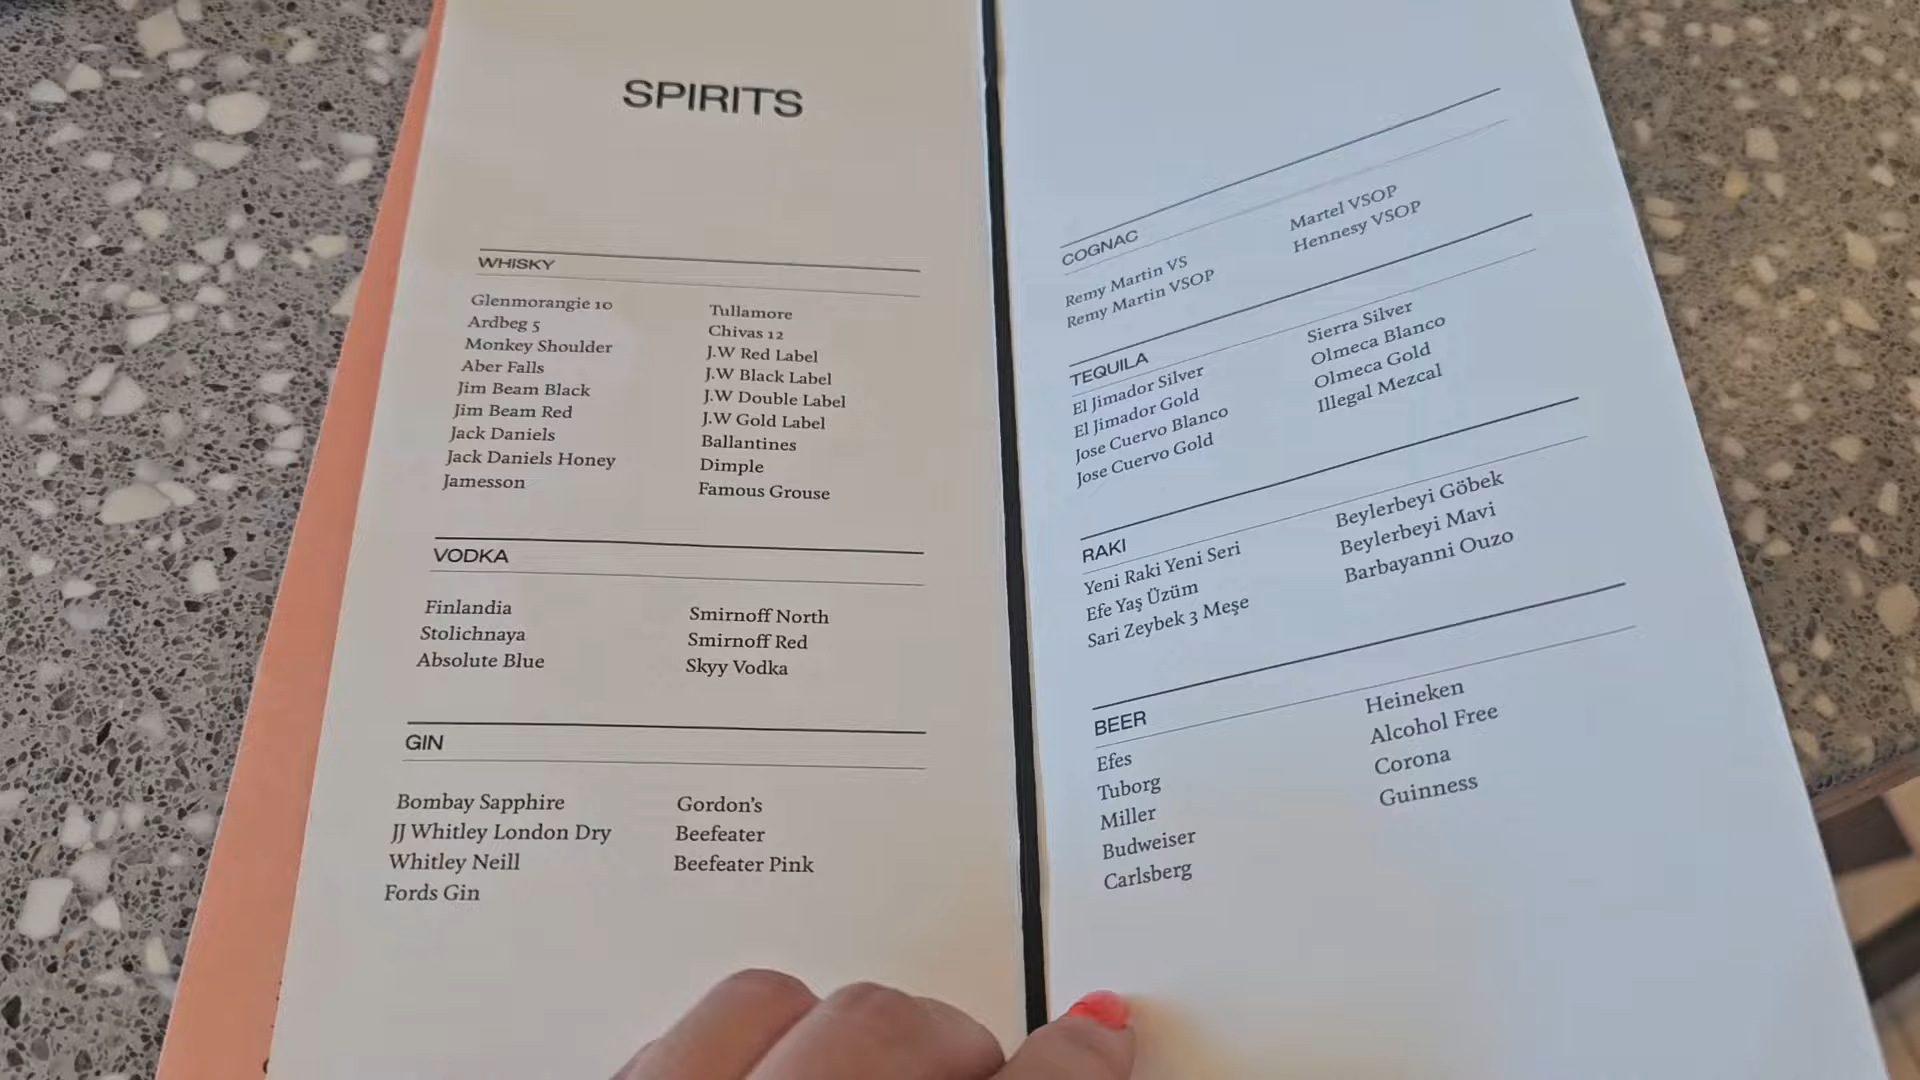 SPIRITS
WHISKY
Glenmorangie 10
Ardbeg 5
Monkey Shoulder
Aber Falls
Jim Beam Black
Jim Beam Red
Jack Daniels
Jack Daniels Honey
Jamesson
Tullamore
Chivas 12
J.W Red Label
J.W Black Label
J.W Double Label
J.W Gold Label
Ballantines
Dimple
Famous Grouse
VODKA
Finlandia
Stolichnaya
Absolute Blue
Smirnoff North
Smirnoff Red
Skyy Vodka
GIN
Bombay Sapphire
JJ Whitley London Dry
Whitley Neill
Fords Gin
Gordon's
Beefeater
Beefeater Pink
COGNAC
Remy Martin VS
Remy Martin VSOP
Martel VSOP
Hennesy VSOP
TEQUILA
El Jimador Silver
El Jimador Gold
Jose Cuervo Blanco
Jose Cuervo Gold
Sierra Silver
Olmeca Blanco
Olmeca Gold
Illegal Mezcal
RAKI
Yeni Raki Yeni Seri
Efe Yaş Üzüm
Sari Zeybek 3 Meşe
Beylerbeyi Göbek
Beylerbeyi Mavi
Barbayanni Ouzo
BEER
Efes
Tuborg
Miller
Budweiser
Carlsberg
Heineken
Alcohol Free
Corona
Guinness